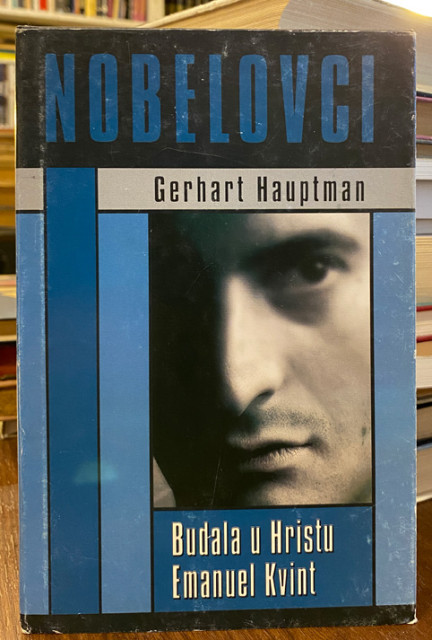 NOBELOVCI
Gerhart Hauptman
Budala u Hristu
Emanuel Kvint